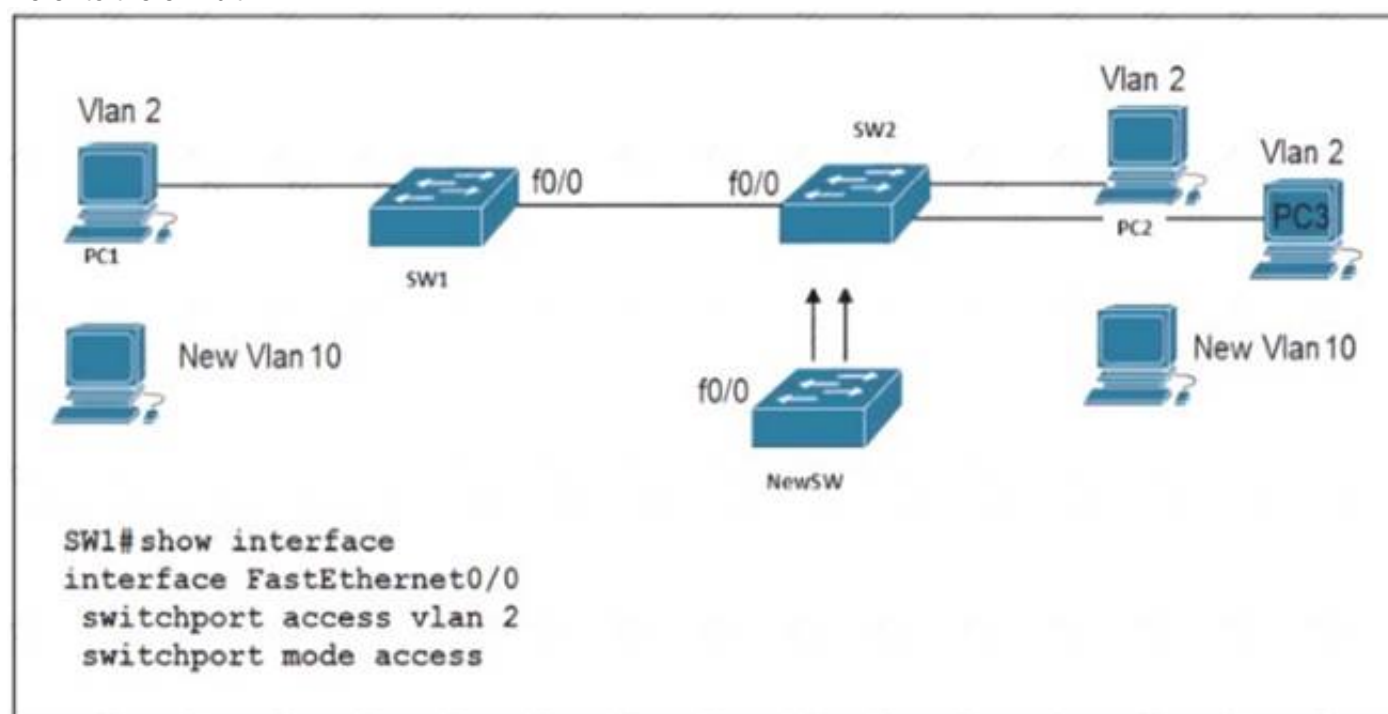 Vlan 2
Vlan 2
SW2
Vlan 2
f0/0
f0/0
PC3
PC2
PC1
SW1
New Vlan 10
New Vlan 10
f0/0
NewSW
SW1#show interface
interface FastEthernet0/0
switchport access vlan 2
switchport mode access